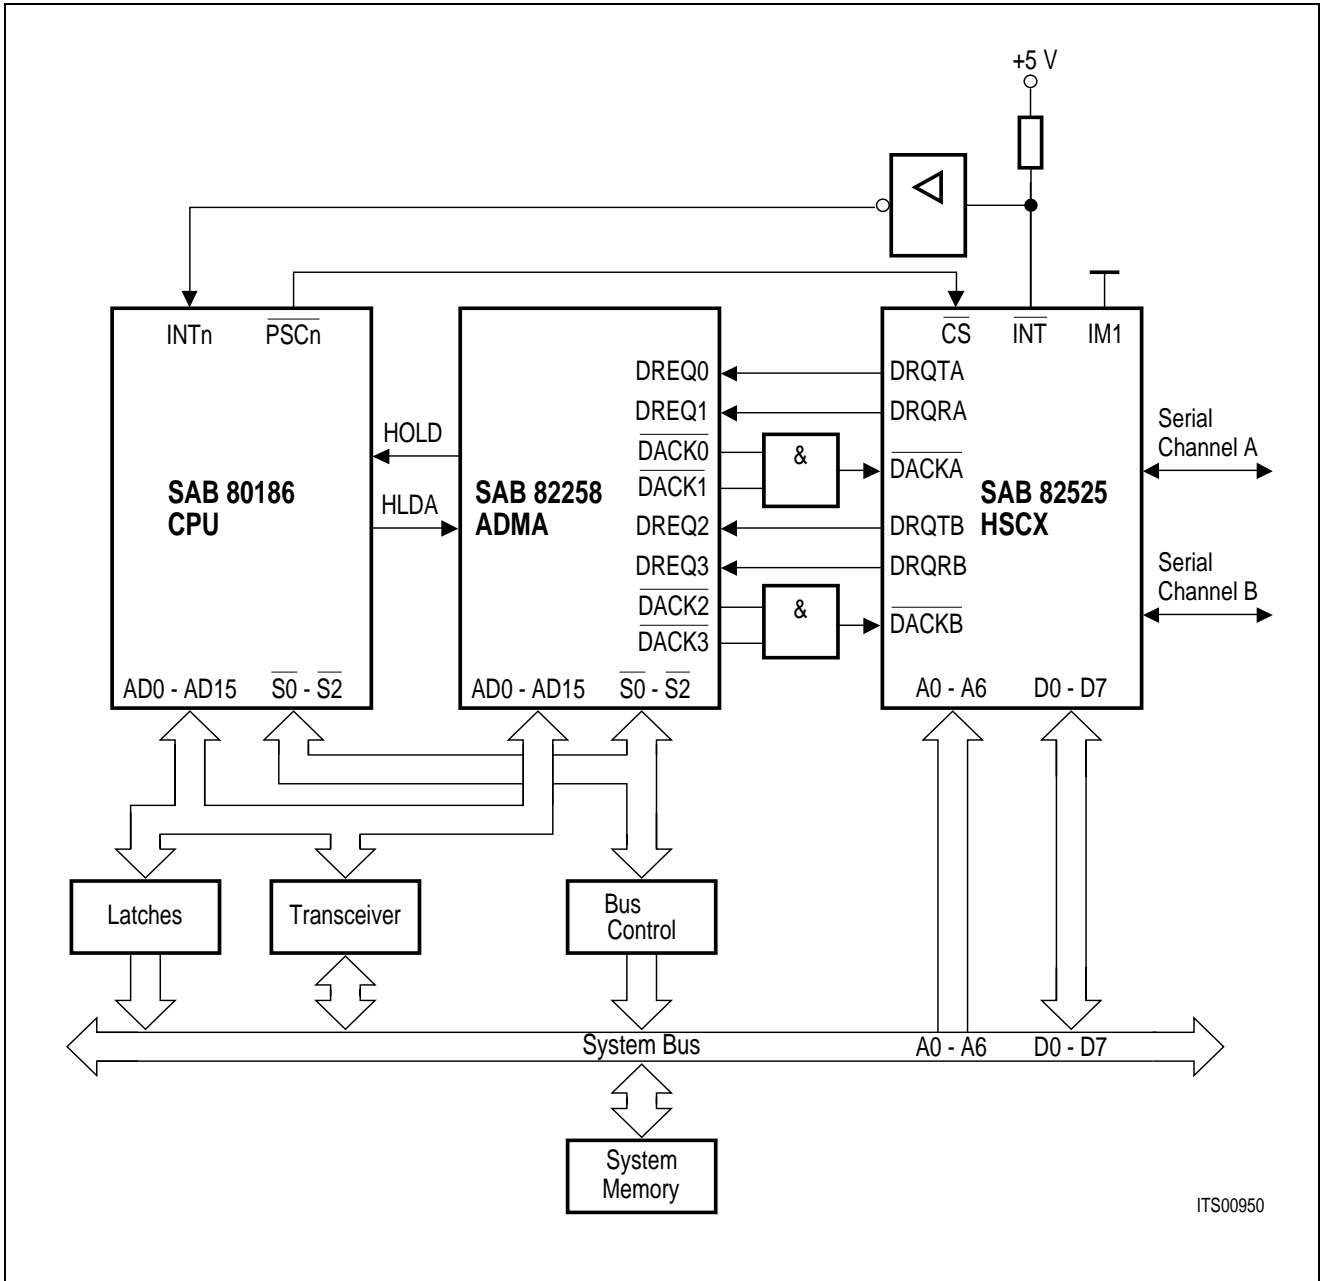 +5 V
INTn
PSCn
CS
INT
IM1
DREQ0
DRQTA
DREQ1
DRQRA
HOLD
DACK0
&
DACKA
DACK1
Serial
Channel A
SAB 80186
CPU
HLDA
SAB 82258
ADMA
SAB 82525
HSCX
DREQ2
DRQTB
DREQ3
DRQRB
DACK2
&
DACKB
DACK3
Serial
Channel B
AD0 - AD15
S0 - S2
AD0 - AD15
S0 - S2
A0 - A6
D0 - D7
Latches
Transceiver
Bus
Control
System Bus
A0 - A6
D0 - D7
System
Memory
ITS00950